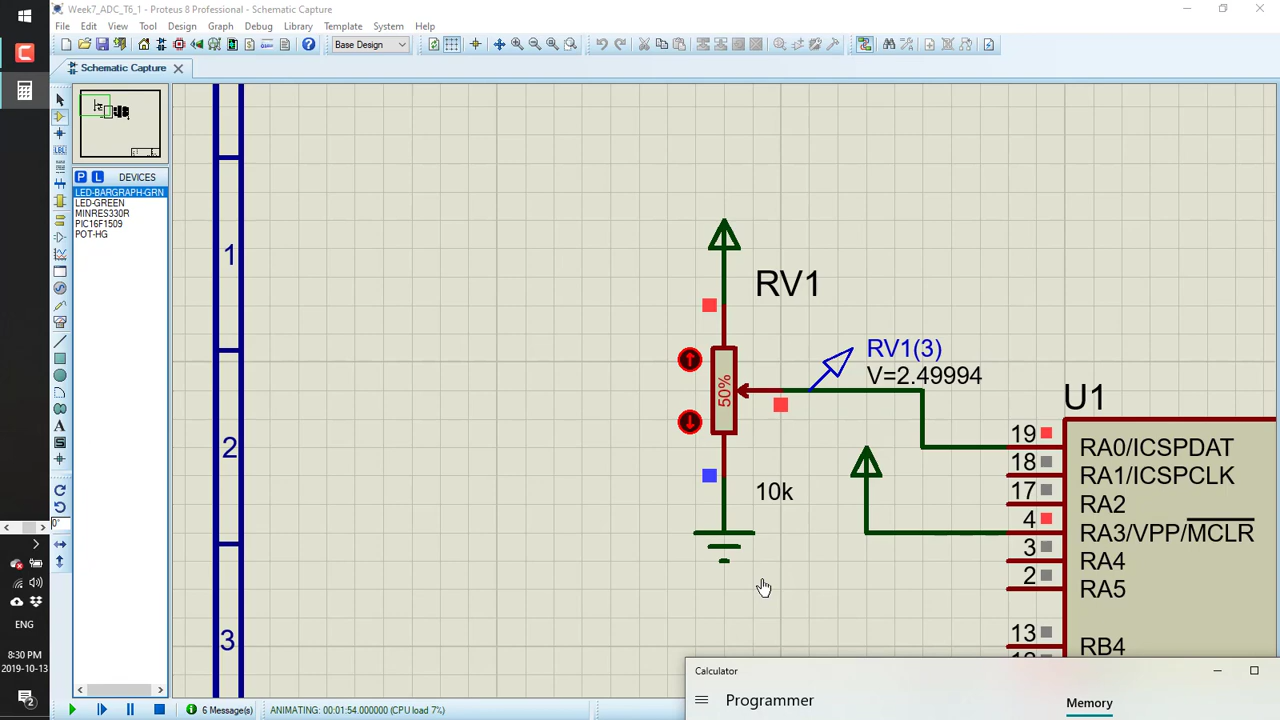 Week7_ADC_T6_1 - Proteus 8 Professional - Schematic Capture
File Edit View Tool Design Graph Debug Library Template System Help
Base Design
Schematic Capture
P L DEVICES
LED-BARGRAPH-GRN
LED-GREEN
MINRES330R
PIC16F1509
POT-HG
LBL
A
0°
1
2
3
RV1
50%
10k
RV1(3)
V=2.49994
U1
19 RA0/ICSPDAT
18 RA1/ICSPCLK
17 RA2
4 RA3/VPP/MCLR
3 RA4
2 RA5
13 RB4
Calculator
Programmer
Memory
ENG
8:30 PM
2019-10-13
2
6 Message(s)
ANIMATING: 00:01:54.000000 (CPU load 7%)